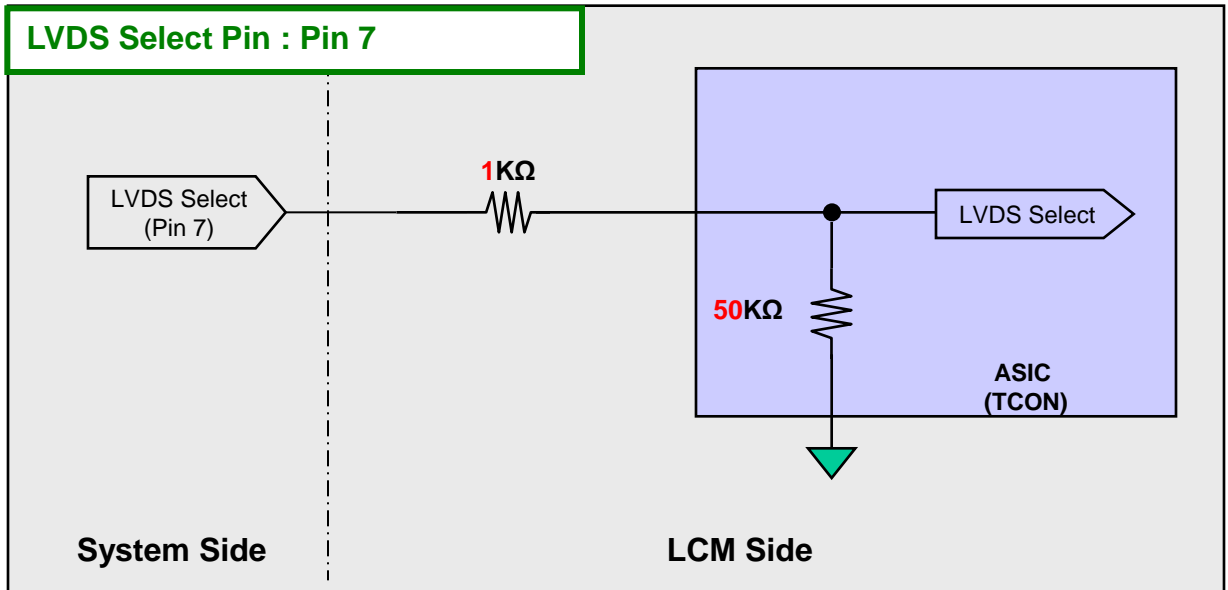 LVDS Select Pin : Pin 7
1KΩ
LVDS Select
(Pin 7)
LVDS Select
50KΩ
ASIC
(TCON)
System Side
LCM Side